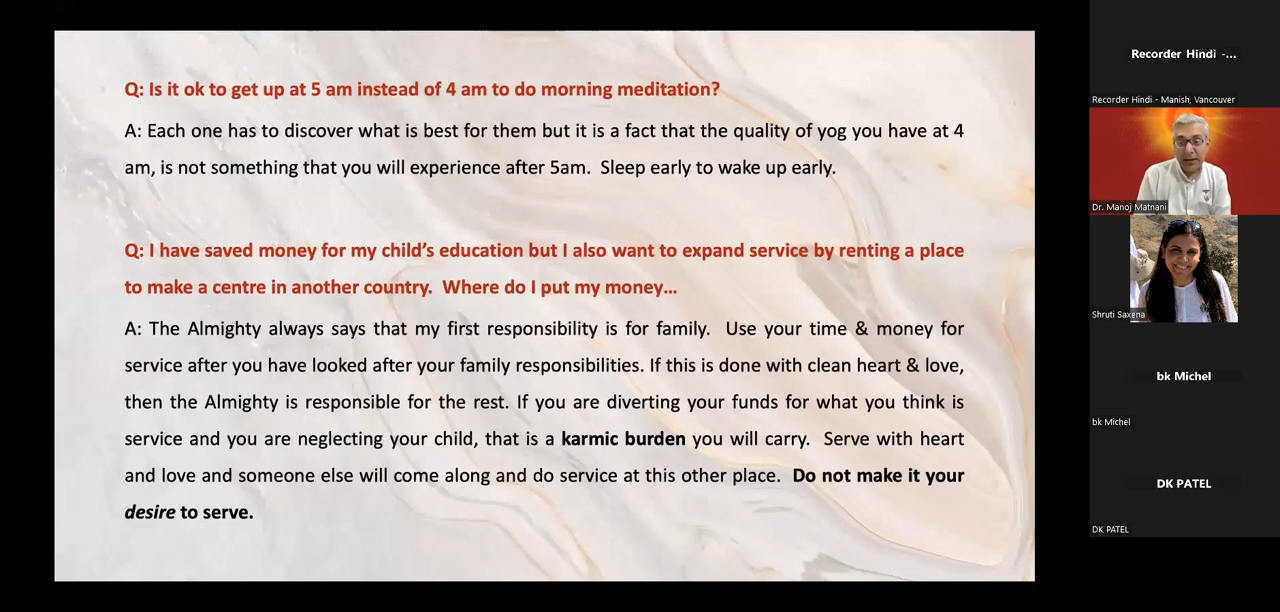 Q: Is it ok to get up at 5 am instead of 4 am to do morning meditation?
A: Each one has to discover what is best for them but it is a fact that the quality of yog you have at 4
am, is not something that you will experience after 5am. Sleep early to wake up early.
Q: I have saved money for my child’s education but I also want to expand service by renting a place
to make a centre in another country. Where do I put my money...
A: The Almighty always says that my first responsibility is for family. Use your time & money for
service after you have looked after your family responsibilities. If this is done with clean heart & love,
then the Almighty is responsible for the rest. If you are diverting your funds for what you think is
service and you are neglecting your child, that is a karmic burden you will carry. Serve with heart
and love and someone else will come along and do service at this other place. Do not make it your
desire to serve.
Recorder Hindi -...
Recorder Hindi - Manish, Vancouver
Dr. Manoj Matnani
Shruti Saxena
bk Michel
bk Michel
DK PATEL
DK PATEL